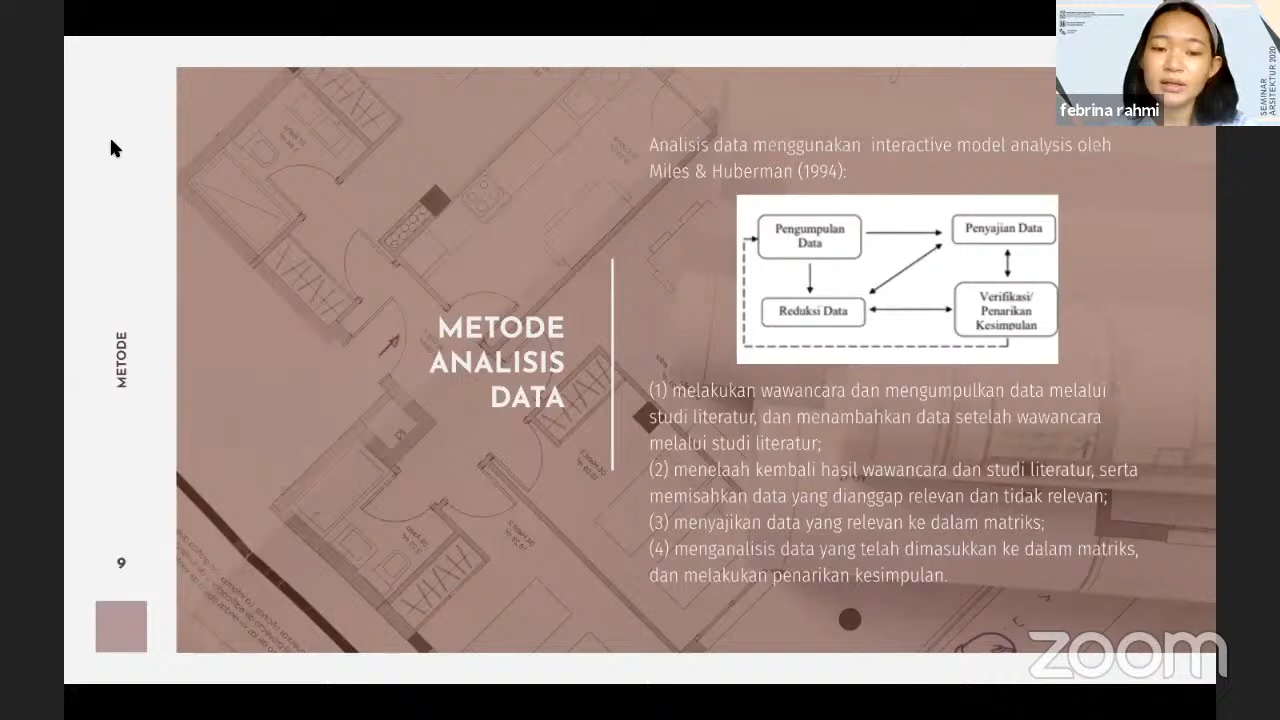 febrina rahmi
SEMINAR
ARSITEKTUR 2020
METODE
9
METODE
ANALISIS
DATA
Analisis data menggunakan interactive model analysis oleh
Miles & Huberman (1994):
Pengumpulan
Data
Penyajian Data
Reduksi Data
Verifikasi/
Penarikan
Kesimpulan
(1) melakukan wawancara dan mengumpulkan data melalui
studi literatur, dan menambahkan data setelah wawancara
melalui studi literatur;
(2) menelaah kembali hasil wawancara dan studi literatur, serta
memisahkan data yang dianggap relevan dan tidak relevan;
(3) menyajikan data yang relevan ke dalam matriks;
(4) menganalisis data yang telah dimasukkan ke dalam matriks,
dan melakukan penarikan kesimpulan.
zoom